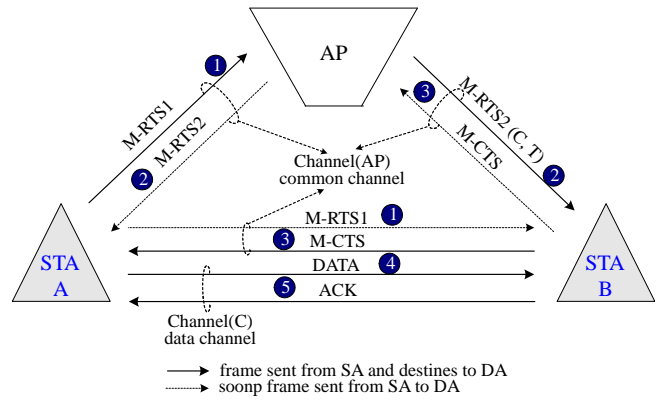 AP
1
M-RTS1
M-RTS2
2
3
M-RTS2 (C, T)
M-CTS
2
Channel(AP)
common channel
M-RTS1 1
3 M-CTS
DATA 4
5 ACK
STA
A
STA
B
Channel(C)
data channel
frame sent from SA and destines to DA
soonp frame sent from SA to DA